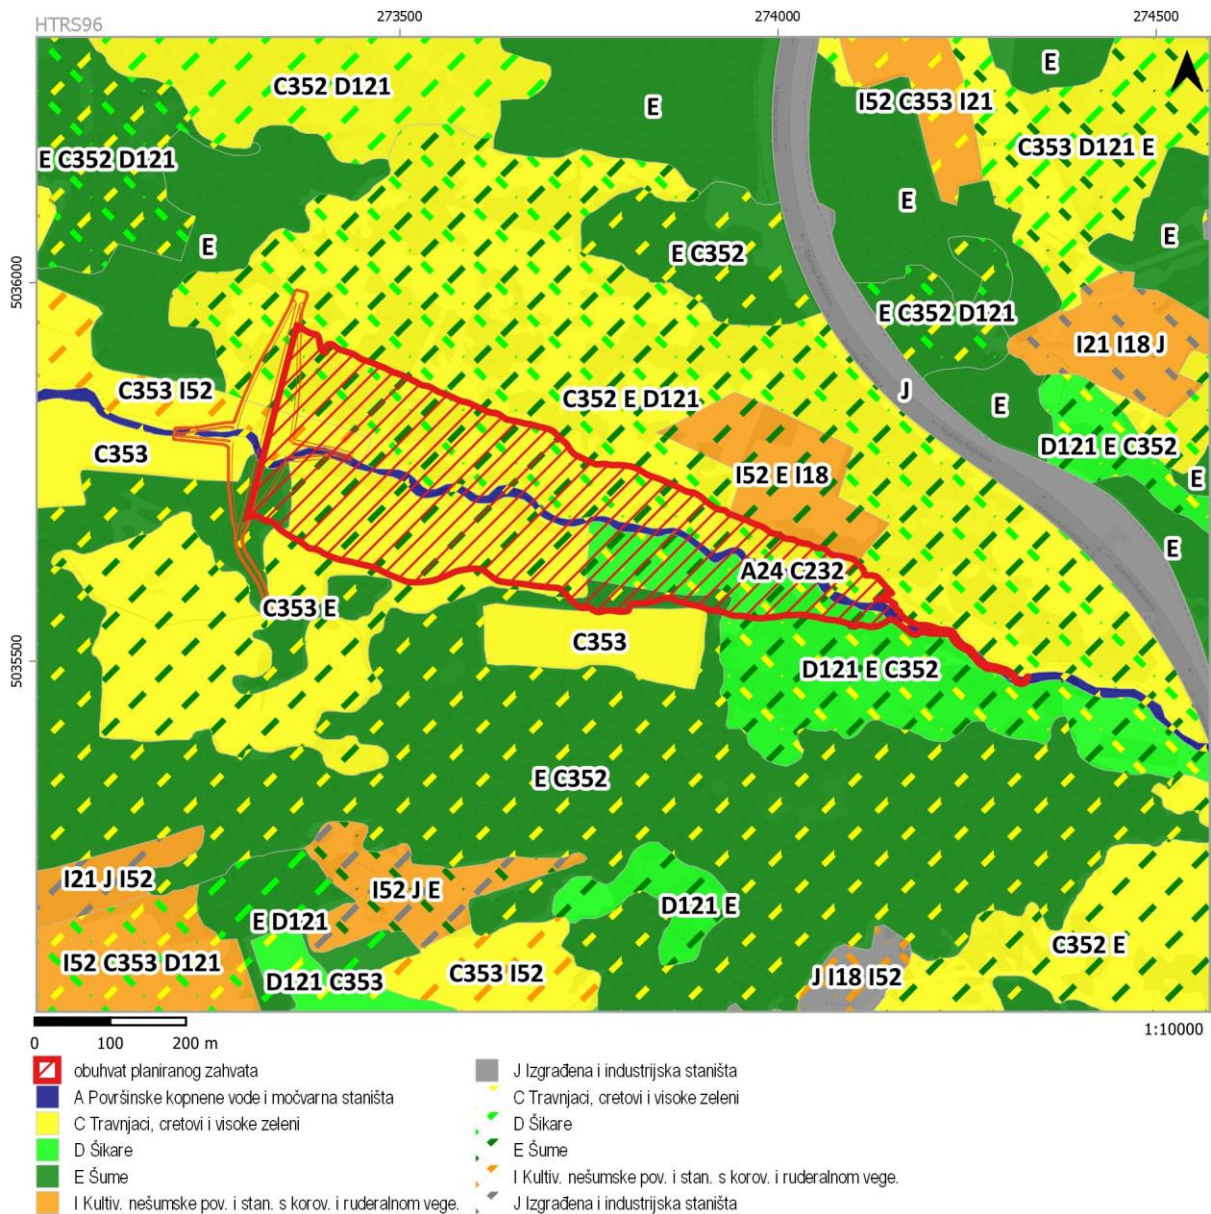 HTRS96
273500
274000
274500
5036000
5035500
C352 D121
E
E
I52 C353 I21
C353 D121 E
E C352 D121
E
E
E
E C352
E C352 D121
I21 I18 J
C353 I52
C352 E D121
J
E
C353
I52 E I18
D121 E C352
E
E
A24 C232
C353 E
C353
D121 E C352
E C352
I21 J I52
I52 J E
E D121
D121 E
I52 C353 D121
D121 C353
C353 I52
J I18 I52
C352 E
0 100 200 m
1:10000
obuhvat planiranog zahvata
A Površinske kopnene vode i močvarna staništa
C Travnjaci, cretovi i visoke zeleni
D Šikare
E Šume
I Kultiv. nešumske pov. i stan. s korov. i ruderalnom vege.
J Izgrađena i industrijska staništa
C Travnjaci, cretovi i visoke zeleni
D Šikare
E Šume
I Kultiv. nešumske pov. i stan. s korov. i ruderalnom vege.
J Izgrađena i industrijska staništa